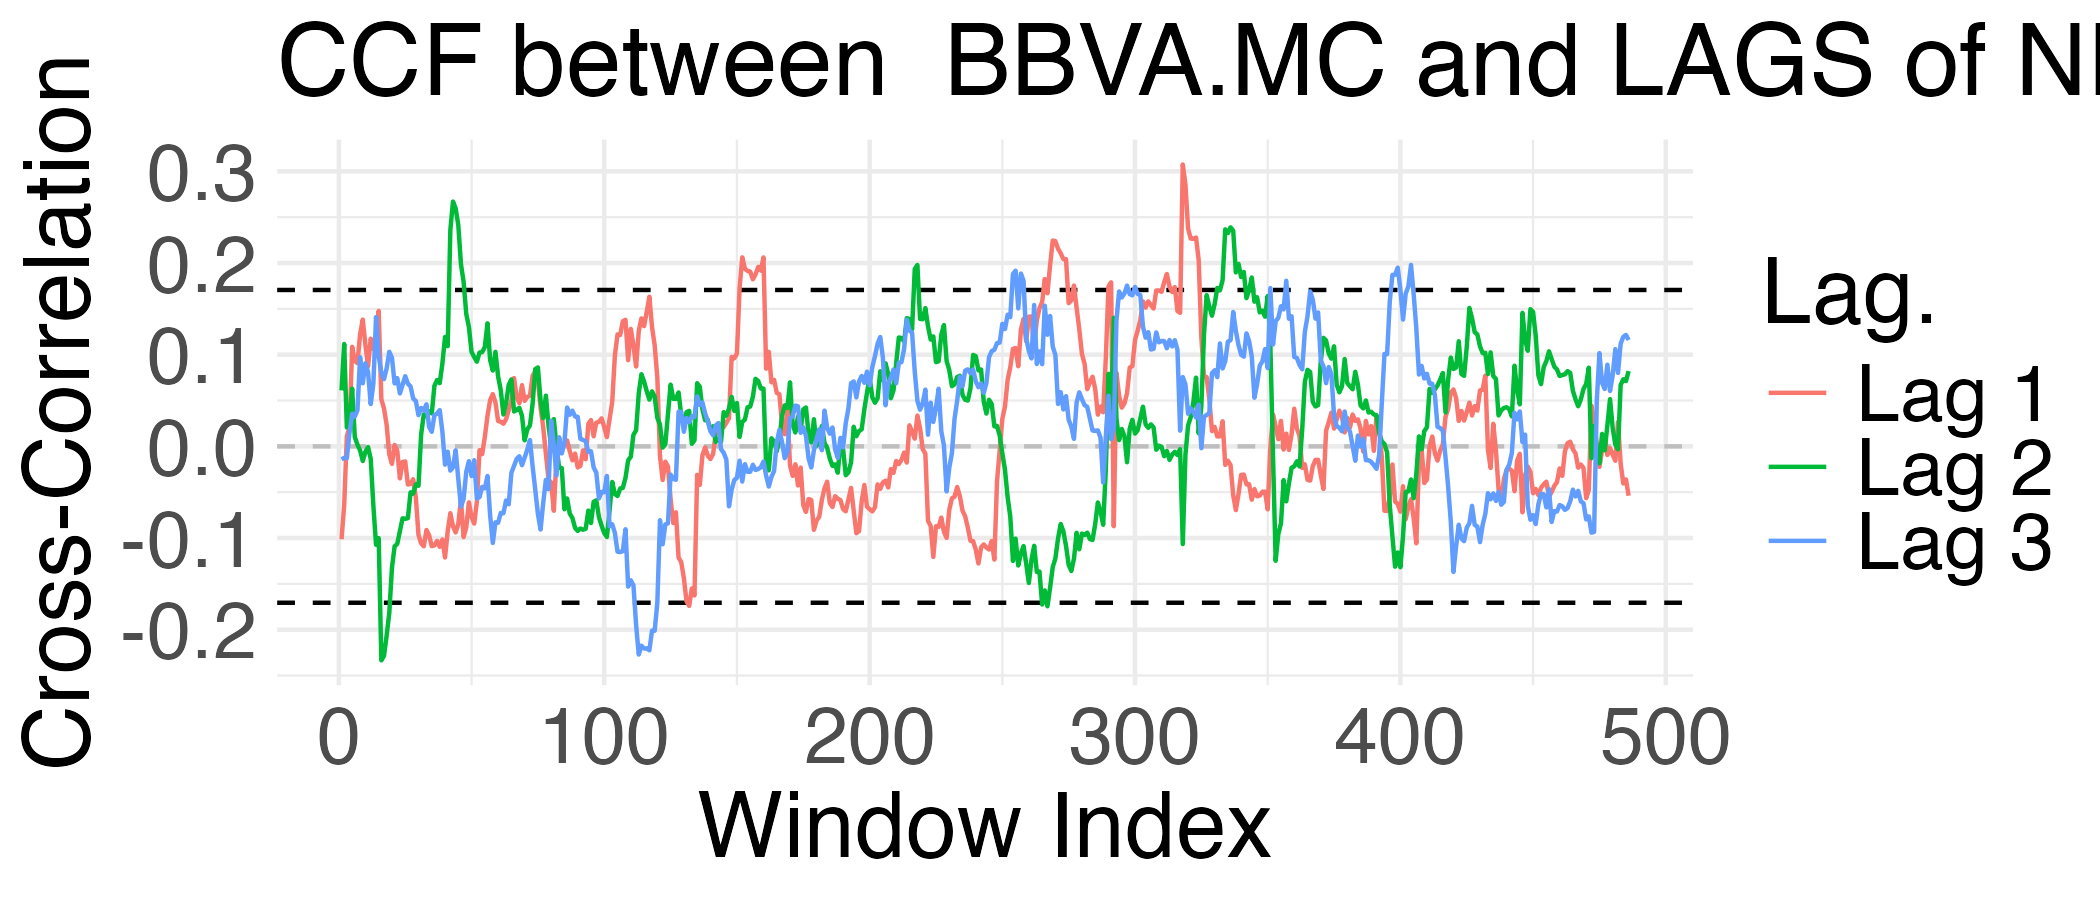 CCF between BBVA.MC and LAGS of
Cross-Correlation
0.3
0.2
0.1
0.0
-0.1
-0.2
0
100
200
300
400
500
Window Index
Lag.
Lag 1
Lag 2
Lag 3